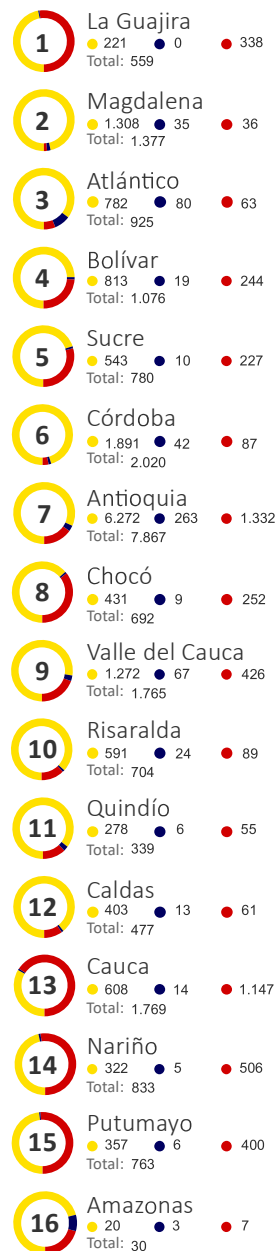 1
La Guajira
221 0 338
Total: 559
2
Magdalena
1.308 35 36
Total: 1.377
3
Atlántico
782 80 63
Total: 925
4
Bolívar
813 19 244
Total: 1.076
5
Sucre
543 10 227
Total: 780
6
Córdoba
1.891 42 87
Total: 2.020
7
Antioquia
6.272 263 1.332
Total: 7.867
8
Chocó
431 9 252
Total: 692
9
Valle del Cauca
1.272 67 426
Total: 1.765
10
Risaralda
591 24 89
Total: 704
11
Quindío
278 6 55
Total: 339
12
Caldas
403 13 61
Total: 477
13
Cauca
608 14 1.147
Total: 1.769
14
Nariño
322 5 506
Total: 833
15
Putumayo
357 6 400
Total: 763
16
Amazonas
20 3 7
Total: 30